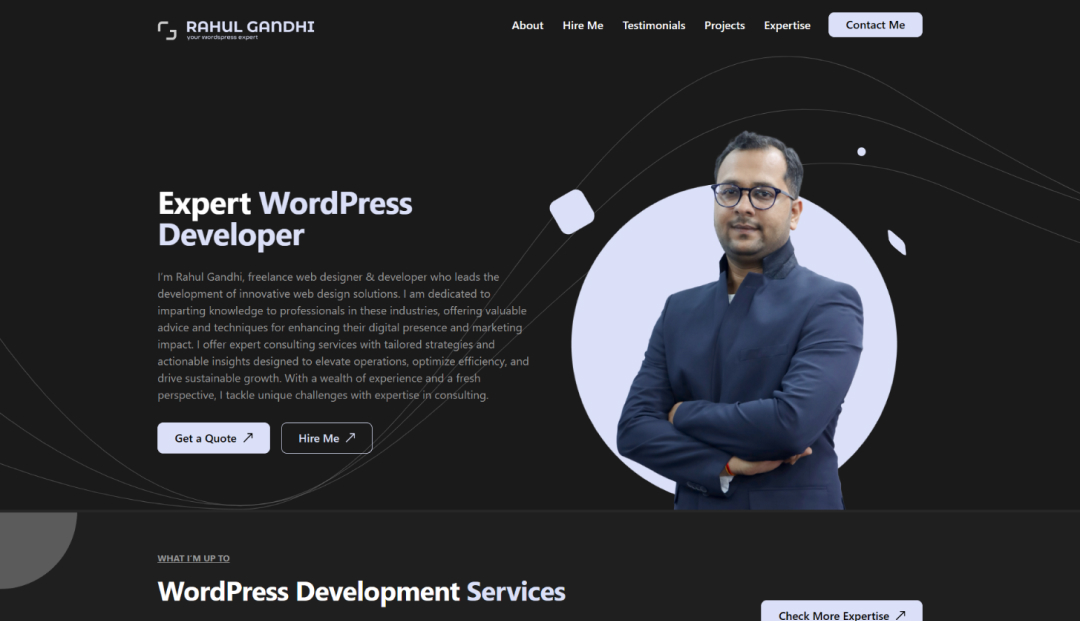 RAHUL GANDHI
your wordspress expert
About
Hire Me
Testimonials
Projects
Expertise
Contact Me
Expert WordPress
Developer
I'm Rahul Gandhi, freelance web designer & developer who leads the
development of innovative web design solutions. I am dedicated to
imparting knowledge to professionals in these industries, offering valuable
advice and techniques for enhancing their digital presence and marketing
impact. I offer expert consulting services with tailored strategies and
actionable insights designed to elevate operations, optimize efficiency, and
drive sustainable growth. With a wealth of experience and a fresh
perspective, I tackle unique challenges with expertise in consulting.
Get a Quote
Hire Me
WHAT I'M UP TO
WordPress Development Services
Check More Expertise